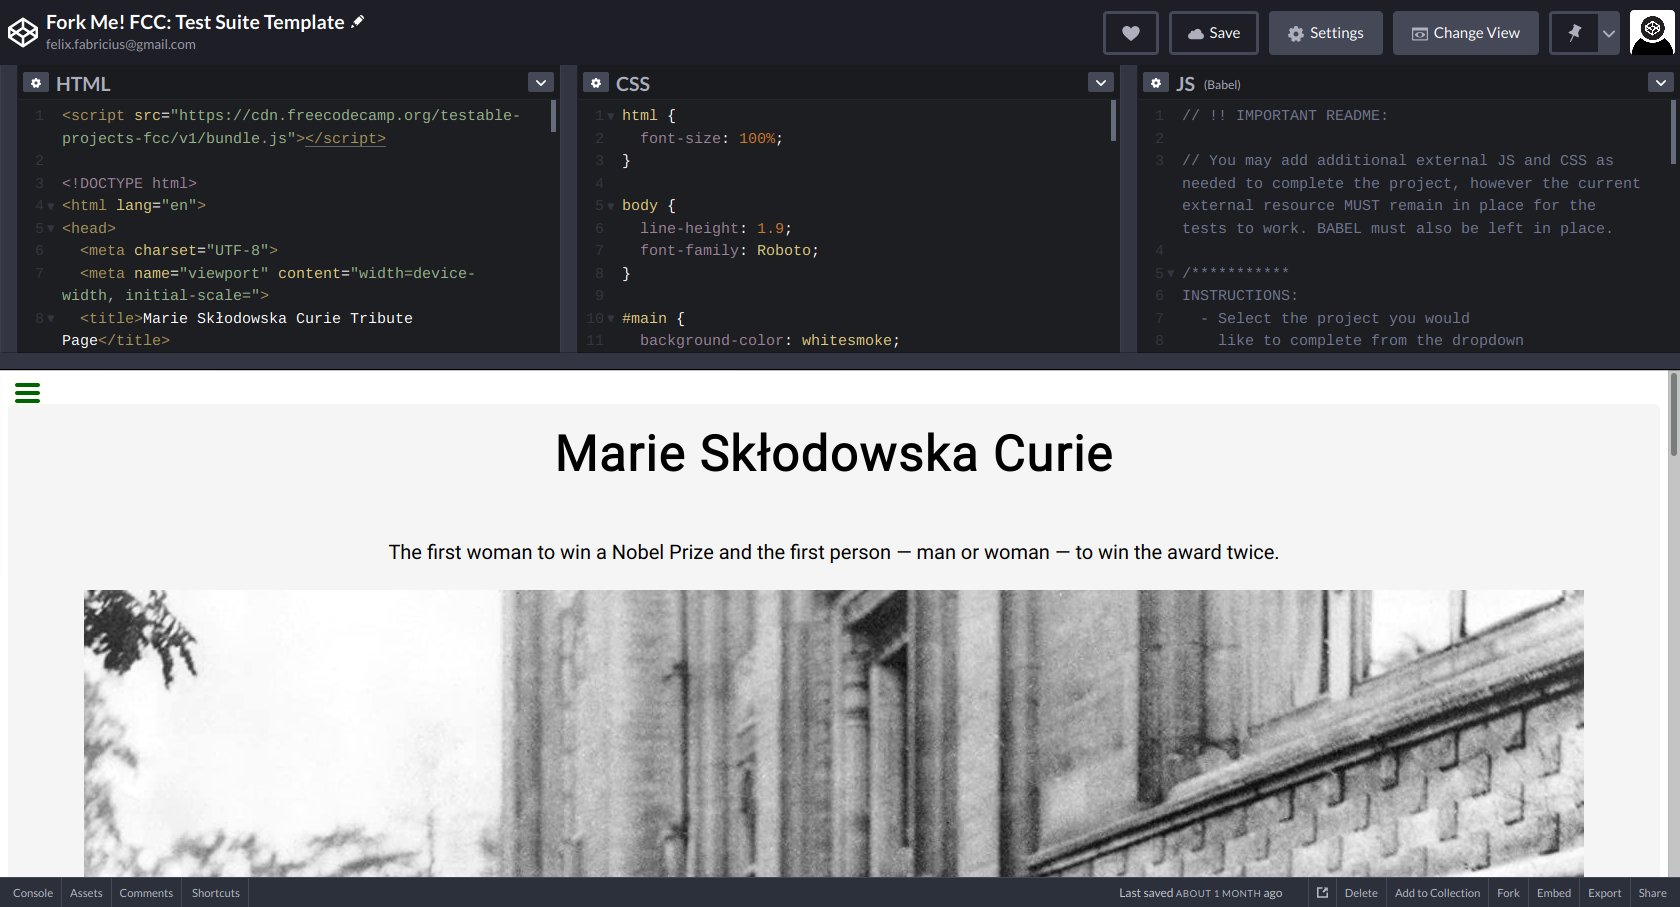 Fork Me! FCC: Test Suite Template
felix.fabricius@gmail.com
Save
Settings
Change View
HTML
1 <script src="https://cdn.freecodecamp.org/testable-
projects-fcc/v1/bundle.js"></script>
2
3 <!DOCTYPE html>
4 <html lang="en">
5 <head>
6 <meta charset="UTF-8">
7 <meta name="viewport" content="width=device-
width, initial-scale=">
8 <title>Marie Skłodowska Curie Tribute
Page</title>
CSS
1 html {
2 font-size: 100%;
3 }
4
5 body {
6 line-height: 1.9;
7 font-family: Roboto;
8 }
9
10 #main {
11 background-color: whitesmoke;
JS (Babel)
1 // !! IMPORTANT README:
2
3 // You may add additional external JS and CSS as
needed to complete the project, however the current
external resource MUST remain in place for the
tests to work. BABEL must also be left in place.
4
5 /***********
6 INSTRUCTIONS:
7 - Select the project you would
8 like to complete from the dropdown
Marie Skłodowska Curie
The first woman to win a Nobel Prize and the first person — man or woman — to win the award twice.
Console Assets Comments Shortcuts
Last saved ABOUT 1 MONTH ago
Delete Add to Collection Fork Embed Export Share